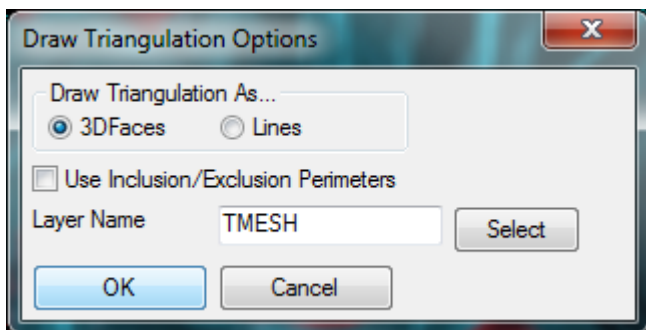 Draw Triangulation Options
Draw Triangulation As...
3DFaces Lines
Use Inclusion/Exclusion Perimeters
Layer Name TMESH Select
OK Cancel